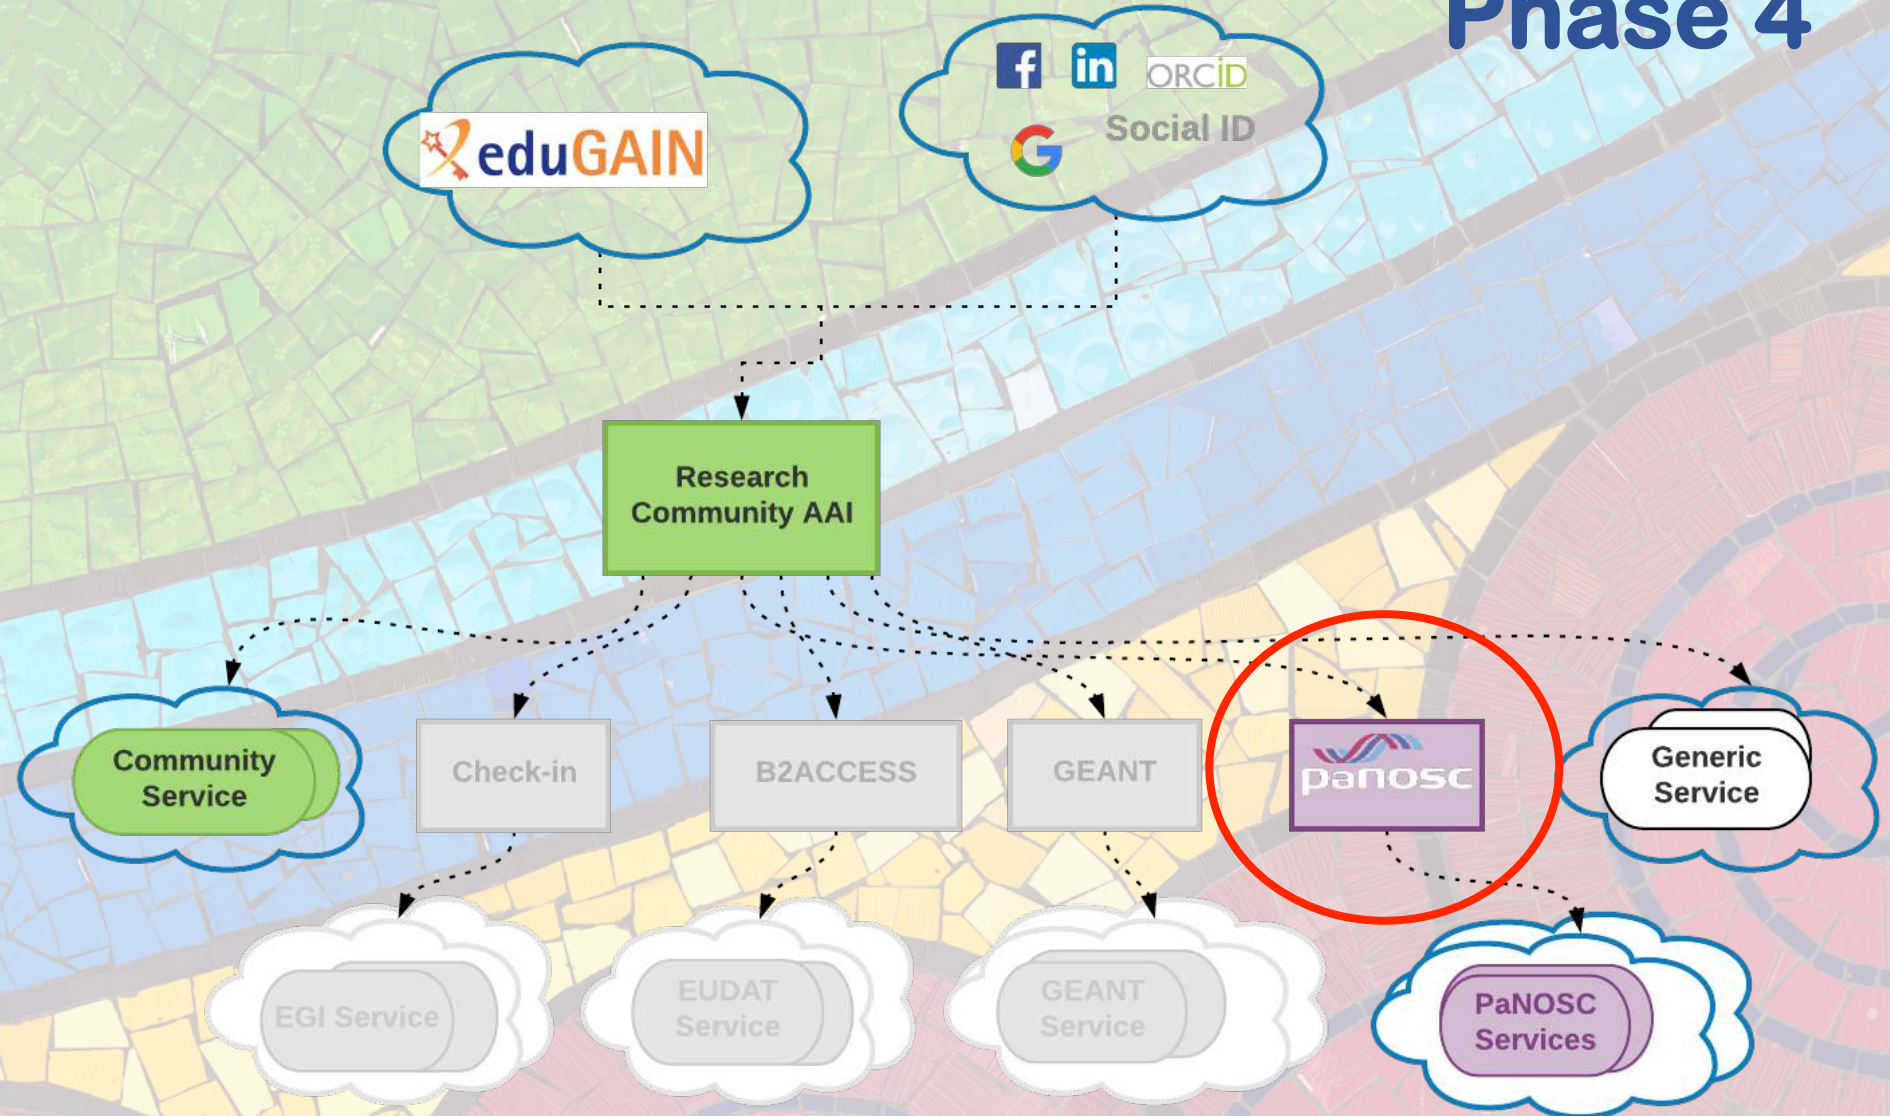 Phase 4
eduGAIN
f
in
ORCiD
G
Social ID
Research
Community AAI
Community
Service
Check-in
B2ACCESS
GEANT
panosc
Generic
Service
EGI Service
EUDAT
Service
GEANT
Service
PaNOSC
Services